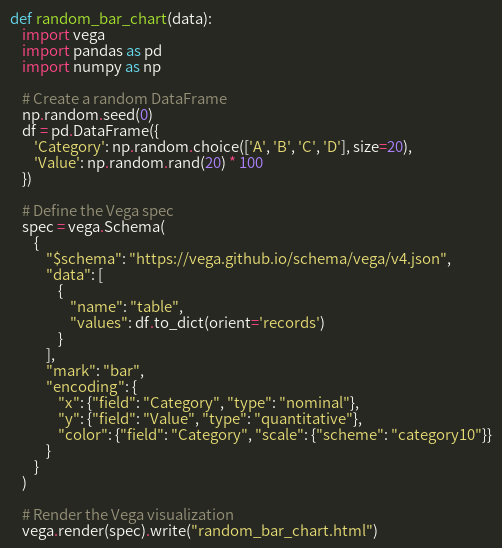 def random_bar_chart(data):
    import vega
    import pandas as pd
    import numpy as np

    # Create a random DataFrame
    np.random.seed(0)
    df = pd.DataFrame({
        'Category': np.random.choice(['A', 'B', 'C', 'D'], size=20),
        'Value': np.random.rand(20) * 100
    })

    # Define the Vega spec
    spec = vega.Schema(
        {
            "$schema": "https://vega.github.io/schema/vega/v4.json",
            "data": [
                {
                    "name": "table",
                    "values": df.to_dict(orient='records')
                }
            ],
            "mark": "bar",
            "encoding": {
                "x": {"field": "Category", "type": "nominal"},
                "y": {"field": "Value", "type": "quantitative"},
                "color": {"field": "Category", "scale": {"scheme": "category10"}}
            }
        }
    )

    # Render the Vega visualization
    vega.render(spec).write("random_bar_chart.html")